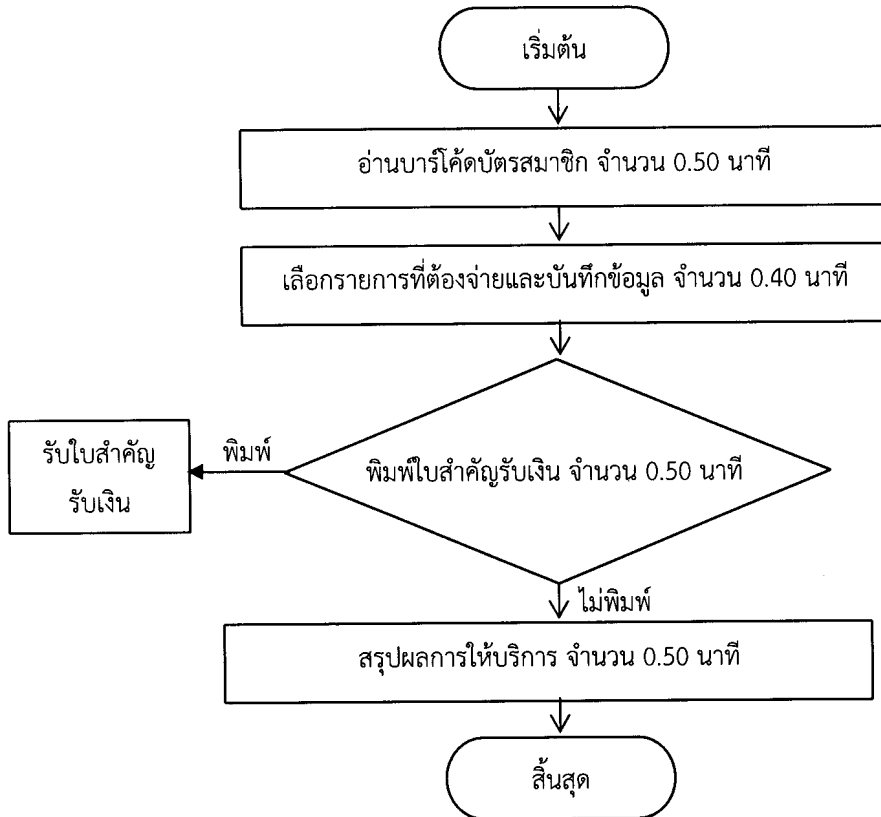 เริ่มต้น
อ่านบาร์โค้ดบัตรสมาชิก จำนวน 0.50 นาที
เลือกรายการที่ต้องจ่ายและบันทึกข้อมูล จำนวน 0.40 นาที
รับใบสำคัญ
รับเงิน
พิมพ์
พิมพ์ใบสำคัญรับเงิน จำนวน 0.50 นาที
ไม่พิมพ์
สรุปผลการให้บริการ จำนวน 0.50 นาที
สิ้นสุด